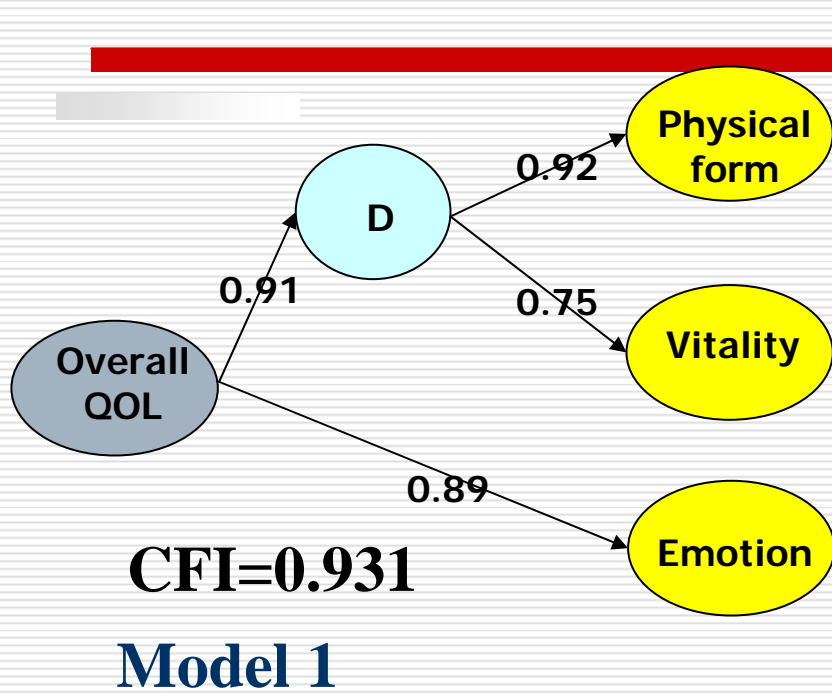 Physical
form
0.92
D
0.91
0.75
Vitality
Overall
QOL
0.89
Emotion
CFI=0.931
Model 1